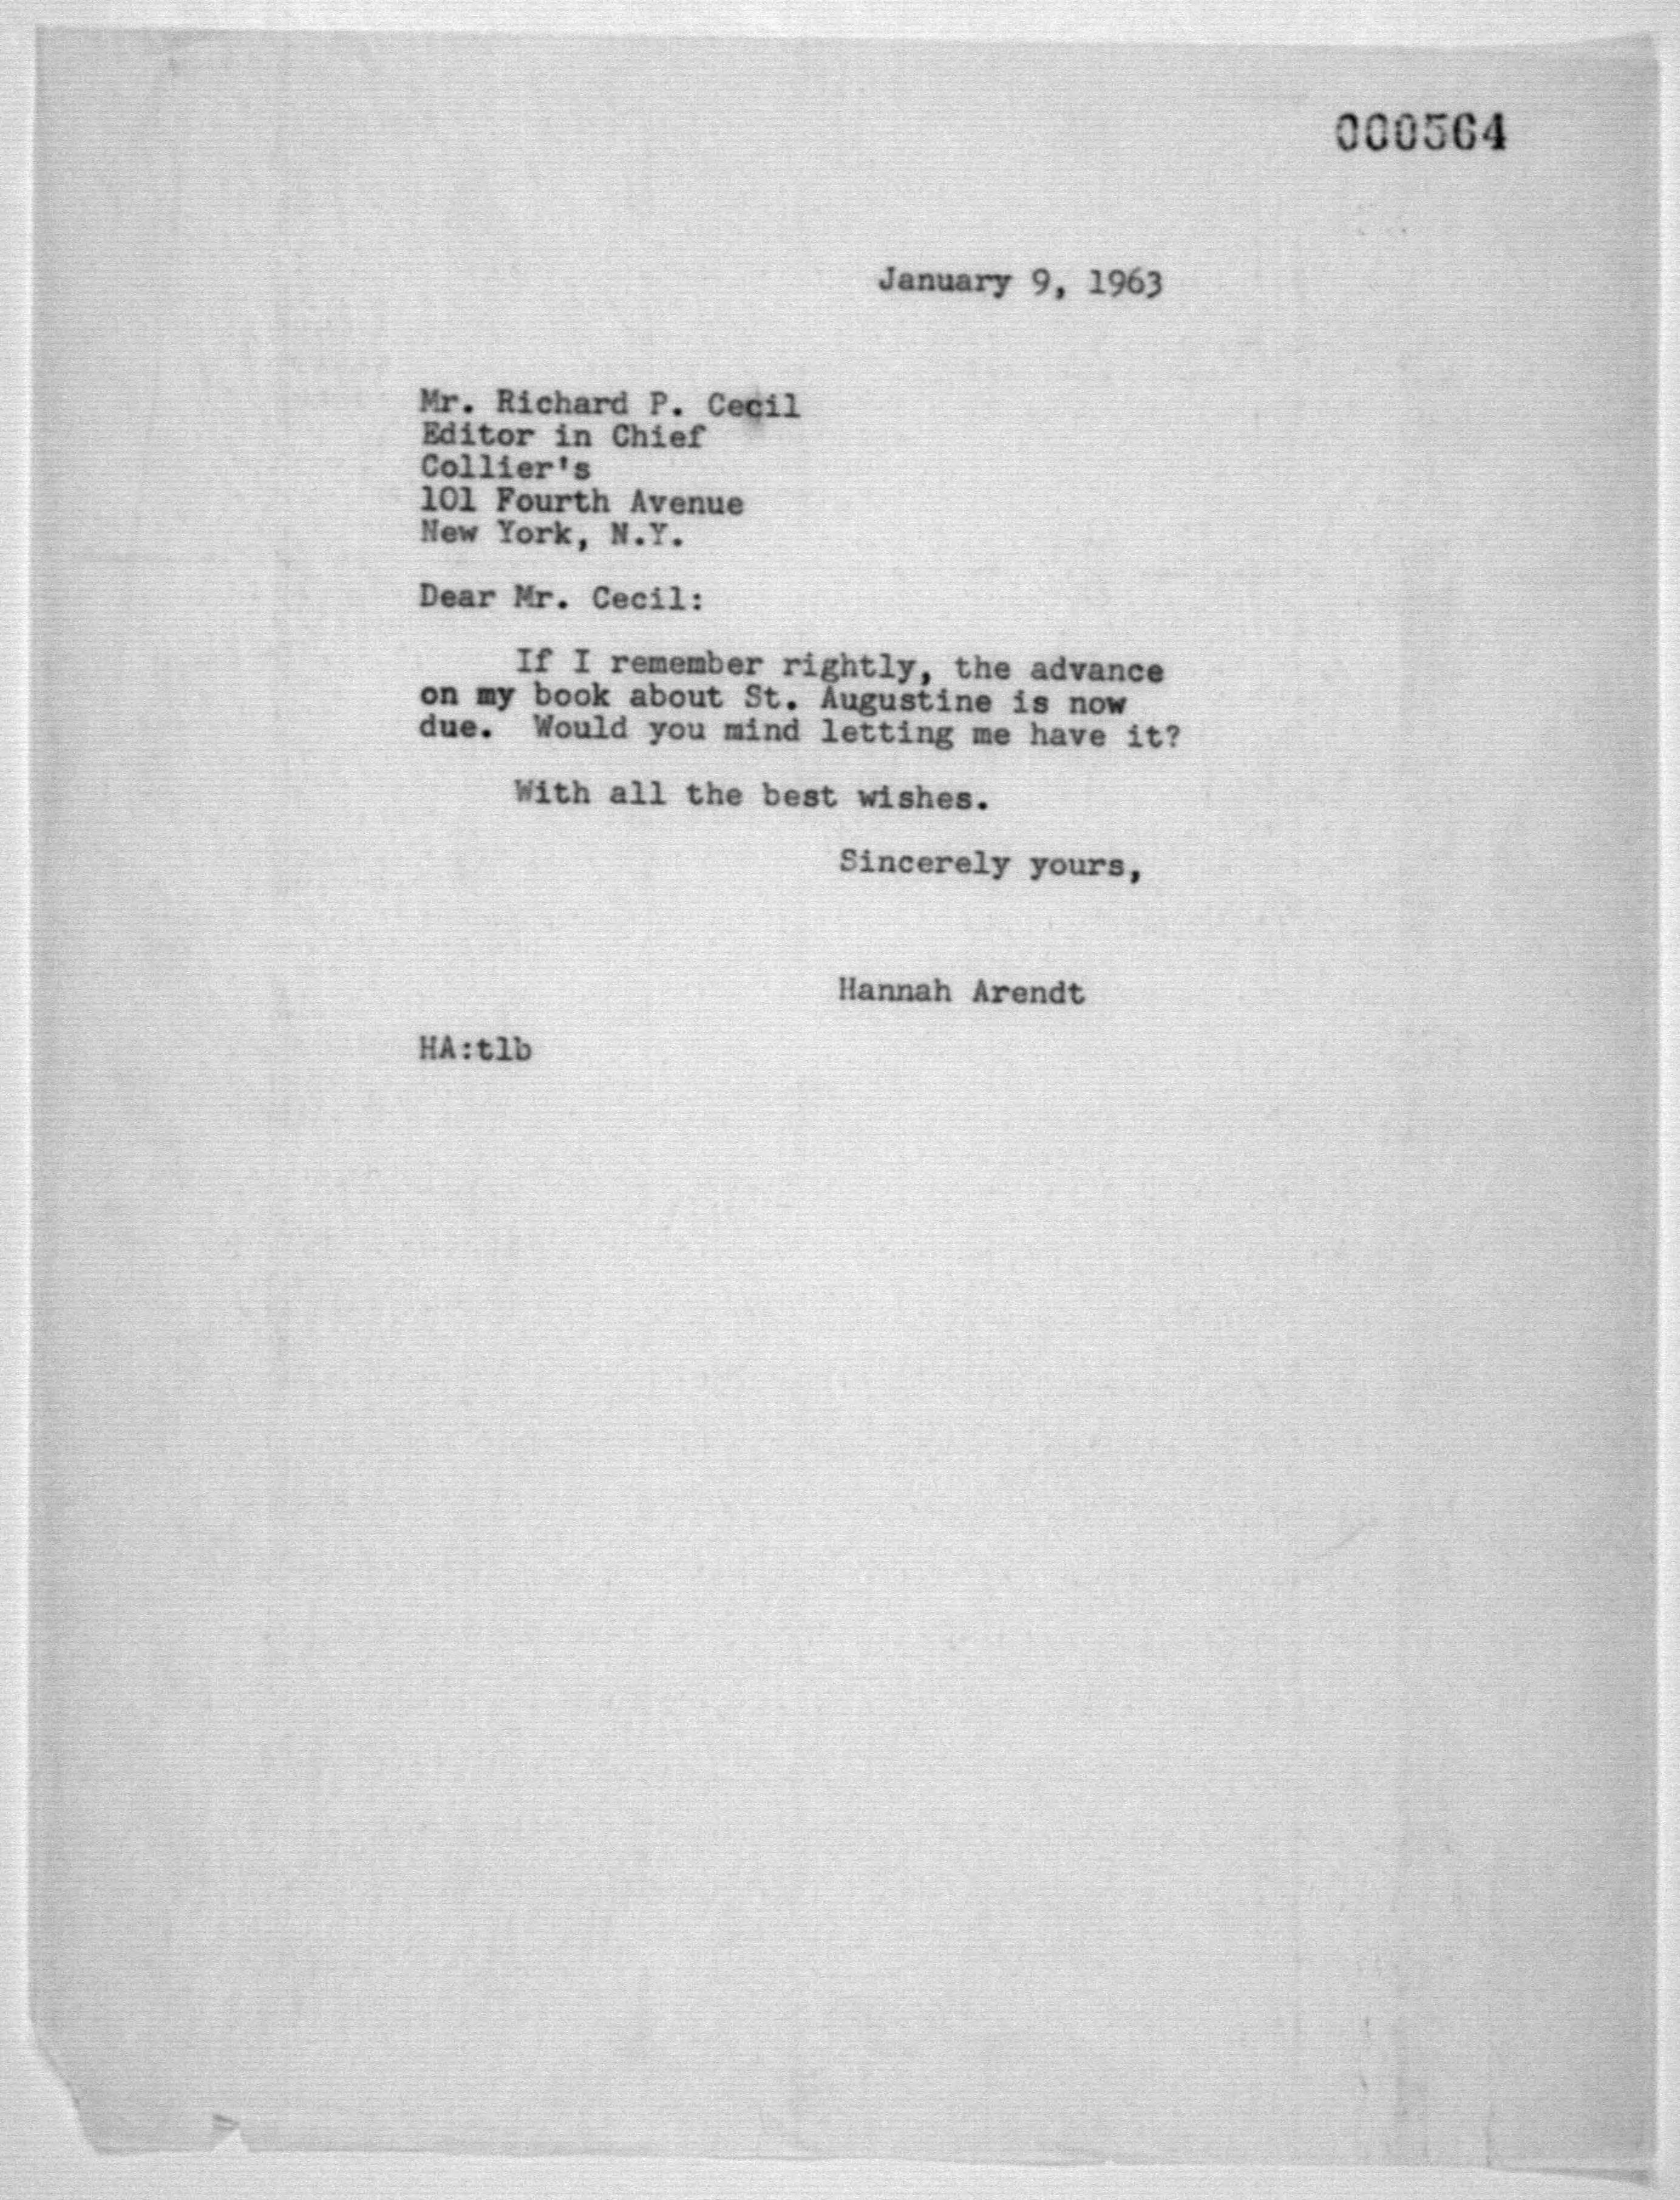 000564
January 9, 1963
Mr. Richard P. Cecil
Editor in Chief
Collier's
101 Fourth Avenue
New York, N.Y.
Dear Mr. Cecil:
If I remember rightly, the advance
on my book about St. Augustine is now
due.  Would you mind letting me have it?
With all the best wishes.
Sincerely yours,
Hannah Arendt
HA:tlb